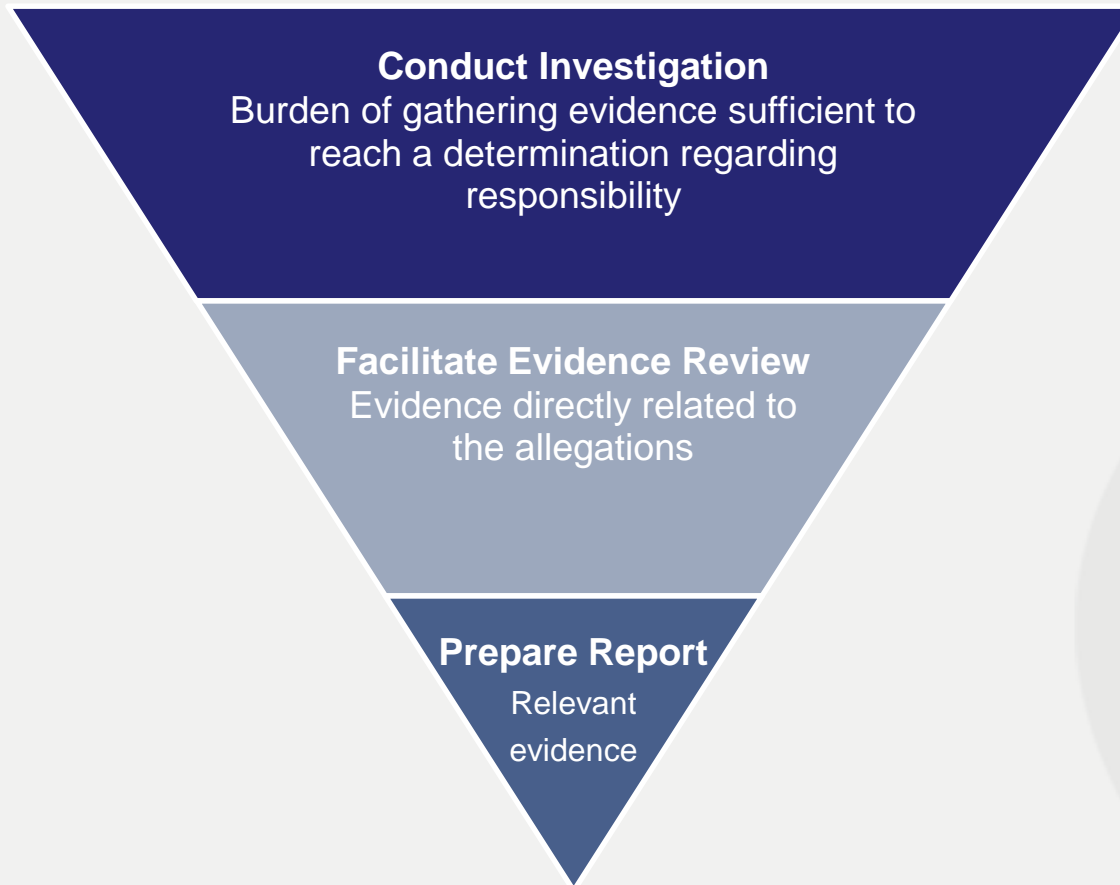 Conduct Investigation
Burden of gathering evidence sufficient to
reach a determination regarding
responsibility
Facilitate Evidence Review
Evidence directly related to
the allegations
Prepare Report
Relevant
evidence